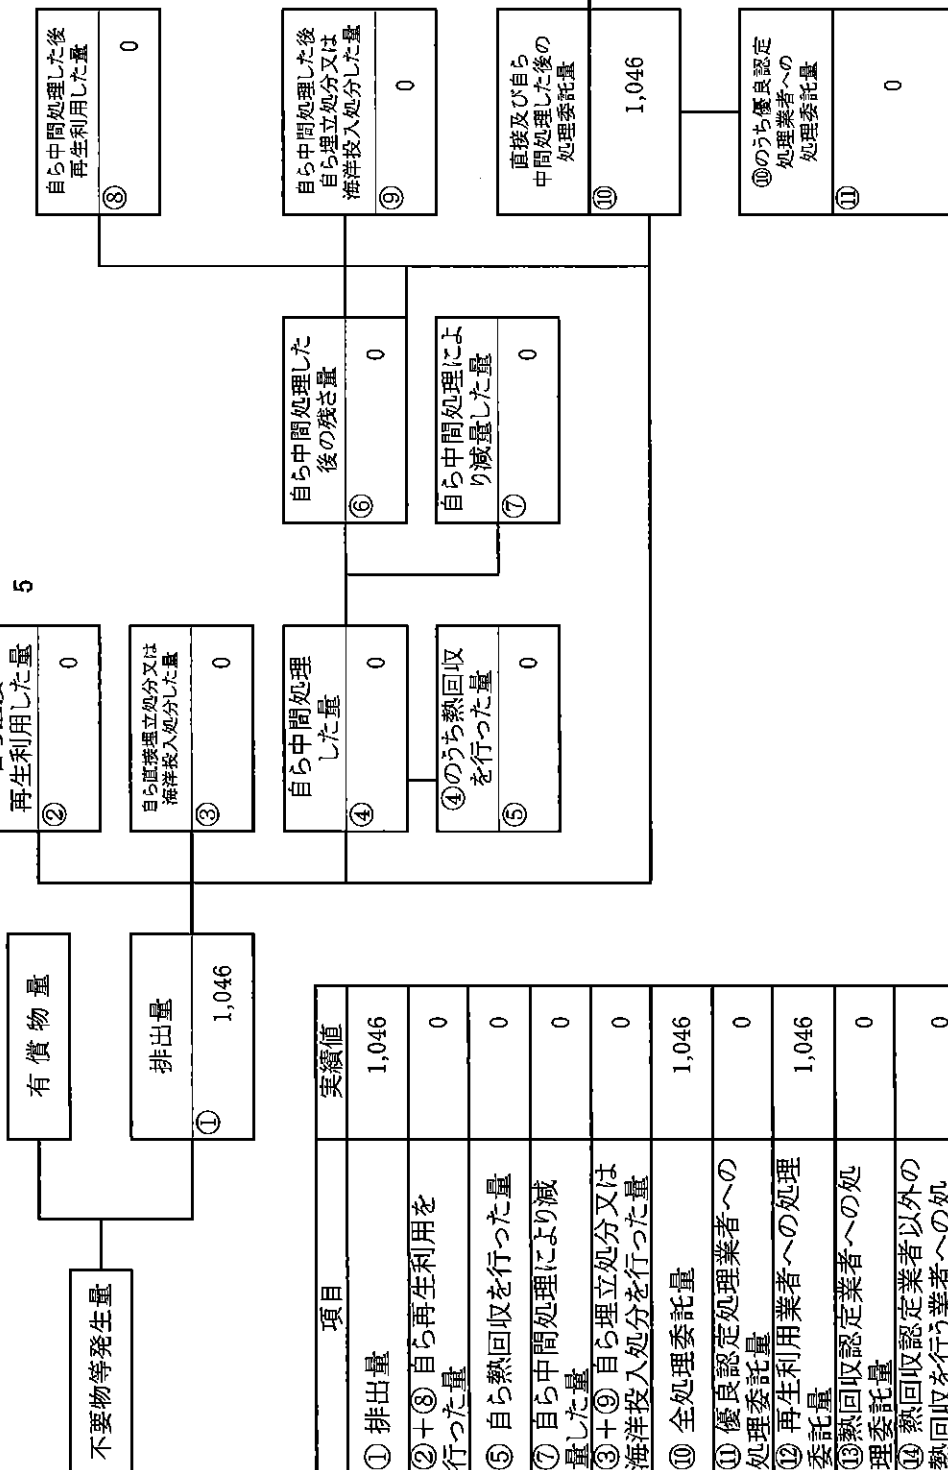 自ら中間処理した後
再生利用した量
⑧ 0
自ら中間処理した後
自ら埋立処分又は
海洋投入処分した量
⑨ 0
直接及び自ら
中間処理した後の
処理委託量
⑩ 1,046
⑩のうち優良認定
処理業者への
処理委託量
⑪ 0
自ら中間処理した
後の残さ量
⑥ 0
自ら中間処理によ
り減量した量
⑦ 0
5
再生利用した量
② 0
自ら直接埋立処分又は
海洋投入処分した量
③ 0
自ら中間処理
した量
④ 0
④のうち熱回収
を行った量
⑤ 0
有償物量
排出量
① 1,046
不要物等発生量
項目 実績値
① 排出量 1,046
②+⑧ 自ら再生利用を
行った量 0
⑤ 自ら熱回収を行った量 0
⑦ 自ら中間処理により減
量した量 0
③+⑨ 自ら埋立処分又は
海洋投入処分を行った量 0
⑩ 全処理委託量 1,046
⑪ 優良認定処理業者への
処理委託量 0
⑫ 再生利用業者への処理
委託量 1,046
⑬熱回収認定業者への処
理委託量 0
⑭ 熱回収認定業者以外の
熱回収を行う業者への処 0